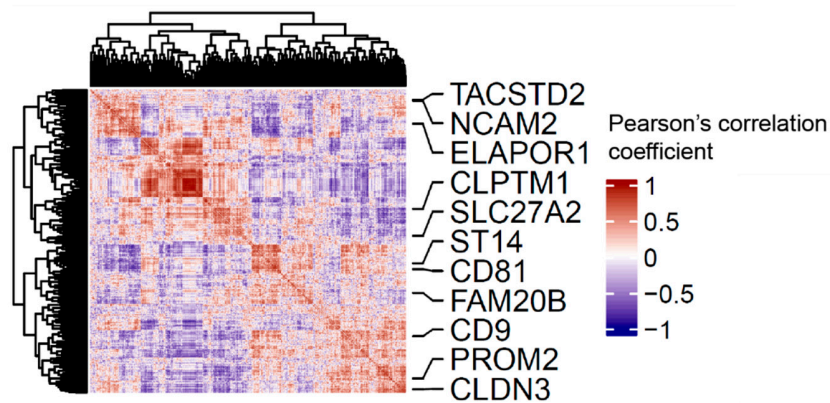 TACSTD2
NCAM2
ELAPOR1
CLPTM1
SLC27A2
ST14
CD81
FAM20B
CD9
PROM2
CLDN3
Pearson's correlation
coefficient
1
0.5
0
−0.5
−1